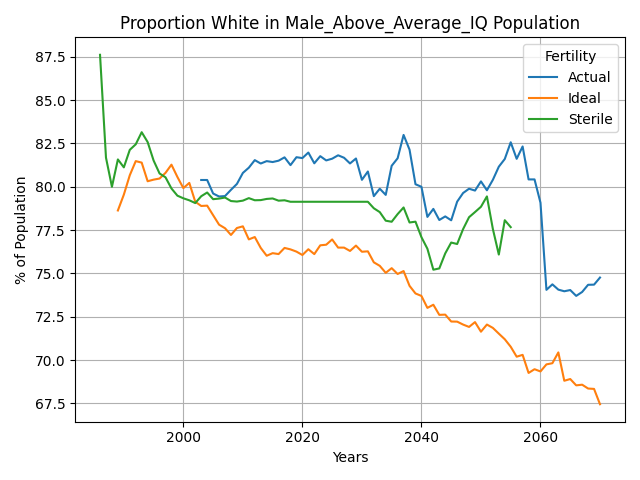 Proportion White in Male_Above_Average_IQ Population
Fertility
Actual
Ideal
Sterile
% of Population
87.5
85.0
82.5
80.0
77.5
75.0
72.5
70.0
67.5
2000
2020
2040
2060
Years